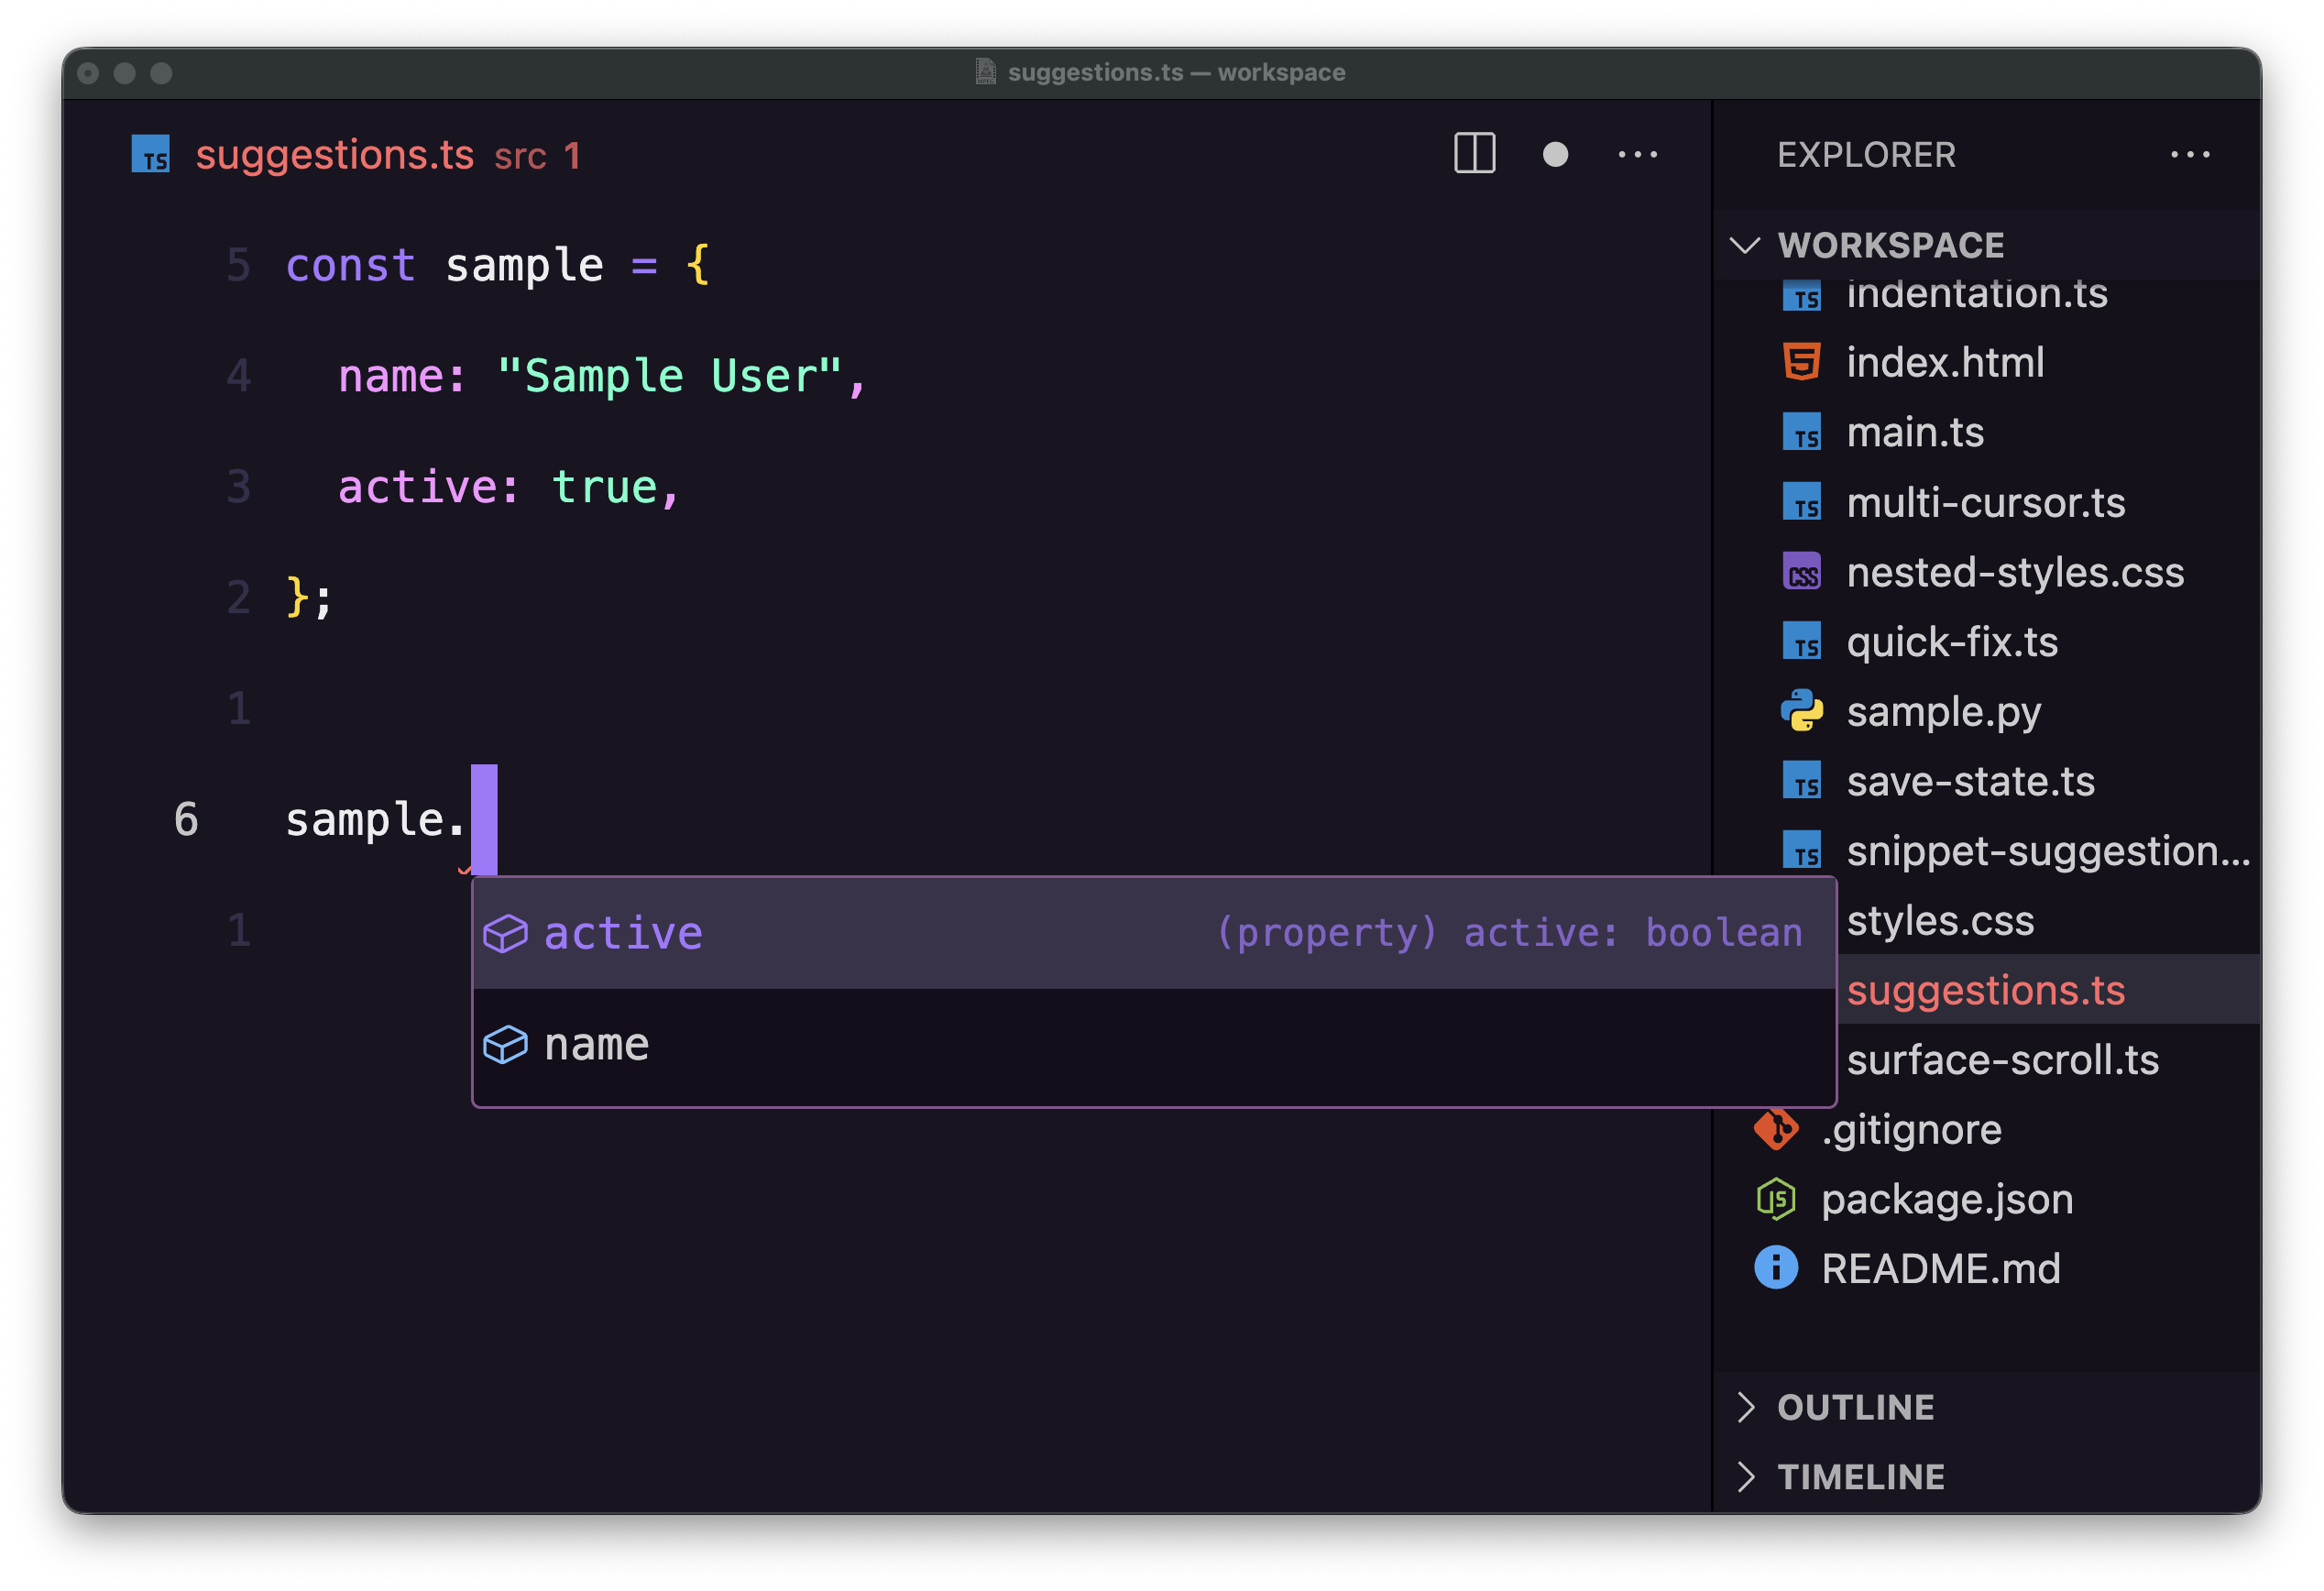 suggestions.ts — workspace
suggestions.ts src 1
5 const sample = {
4 name: "Sample User",
3 active: true,
2 };
1
6 sample.
1
active (property) active: boolean
name
EXPLORER
WORKSPACE
indentation.ts
index.html
main.ts
multi-cursor.ts
nested-styles.css
quick-fix.ts
sample.py
save-state.ts
snippet-suggestion...
styles.css
suggestions.ts
surface-scroll.ts
.gitignore
package.json
README.md
OUTLINE
TIMELINE